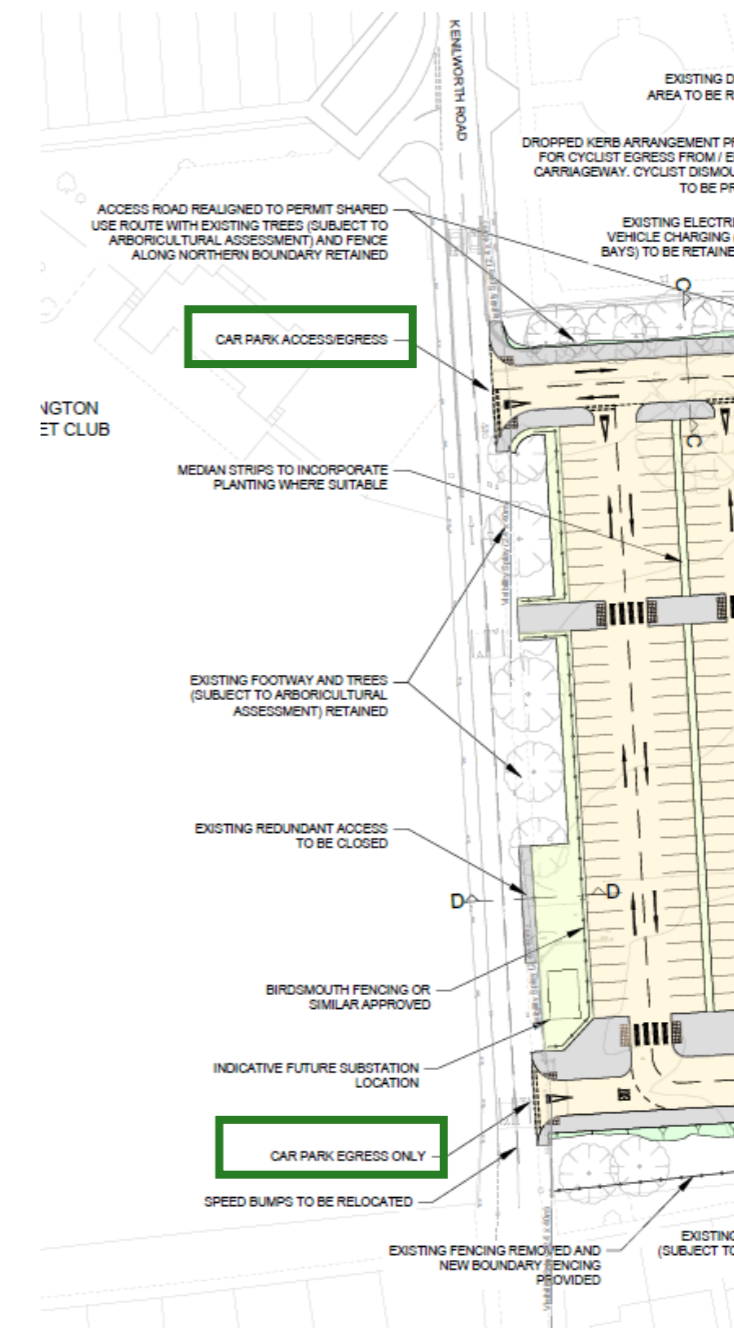 KENILWORTH ROAD
EXISTING D
AREA TO BE R
DROPPED KERB ARRANGEMENT PR
FOR CYCLIST EGRESS FROM / E
CARRIAGEWAY. CYCLIST DISMOU
TO BE PR
ACCESS ROAD REALIGNED TO PERMIT SHARED
USE ROUTE WITH EXISTING TREES (SUBJECT TO
ARBORICULTURAL ASSESSMENT) AND FENCE
ALONG NORTHERN BOUNDARY RETAINED
EXISTING ELECTRI
VEHICLE CHARGING (
BAYS) TO BE RETAINE
C
CAR PARK ACCESS/EGRESS
NGTON
ET CLUB
C
MEDIAN STRIPS TO INCORPORATE
PLANTING WHERE SUITABLE
EXISTING FOOTWAY AND TREES
(SUBJECT TO ARBORICULTURAL
ASSESSMENT) RETAINED
EXISTING REDUNDANT ACCESS
TO BE CLOSED
D
D
BIRDSMOUTH FENCING OR
SIMILAR APPROVED
INDICATIVE FUTURE SUBSTATION
LOCATION
CAR PARK EGRESS ONLY
SPEED BUMPS TO BE RELOCATED
EXISTING FENCING REMOVED AND
NEW BOUNDARY FENCING
PROVIDED
EXISTING
(SUBJECT TO